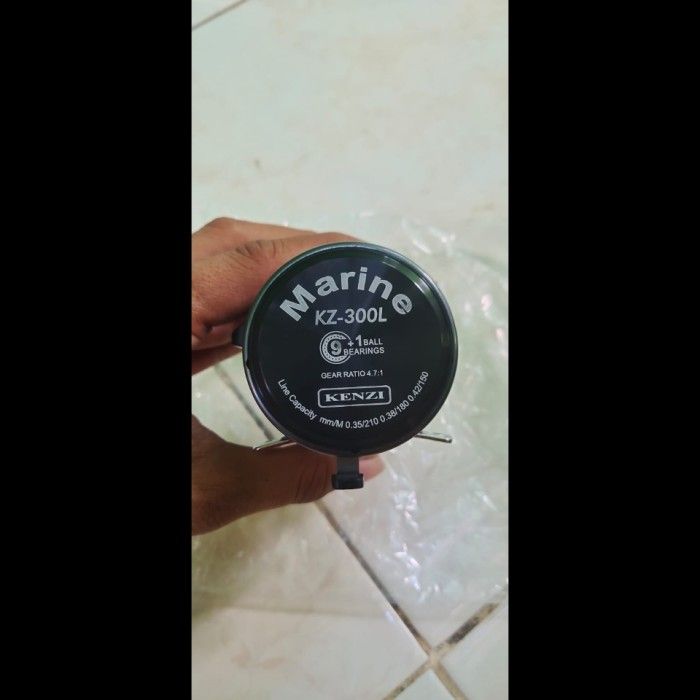 Marine
KZ-300L
9 +1 BALL
BEARINGS
GEAR RATIO 4.7:1
KENZI
Line Capacity mm/M 0.35/210 0.38/180 0.42/150